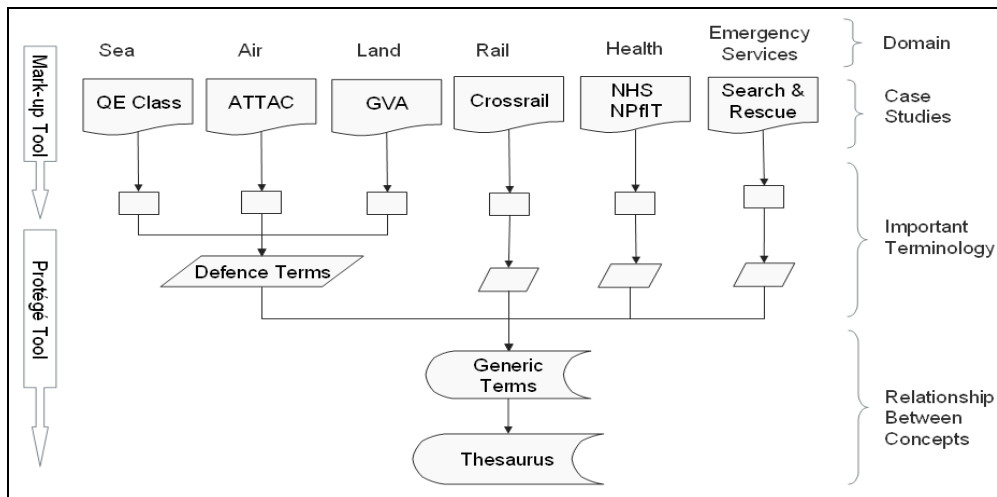 Mark-up Tool
Protégé Tool
Sea
Air
Land
Rail
Health
Emergency
Services
Domain
QE Class
ATTAC
GVA
Crossrail
NHS
NPfIT
Search &
Rescue
Case
Studies
Important
Terminology
Defence Terms
Generic
Terms
Thesaurus
Relationship
Between
Concepts